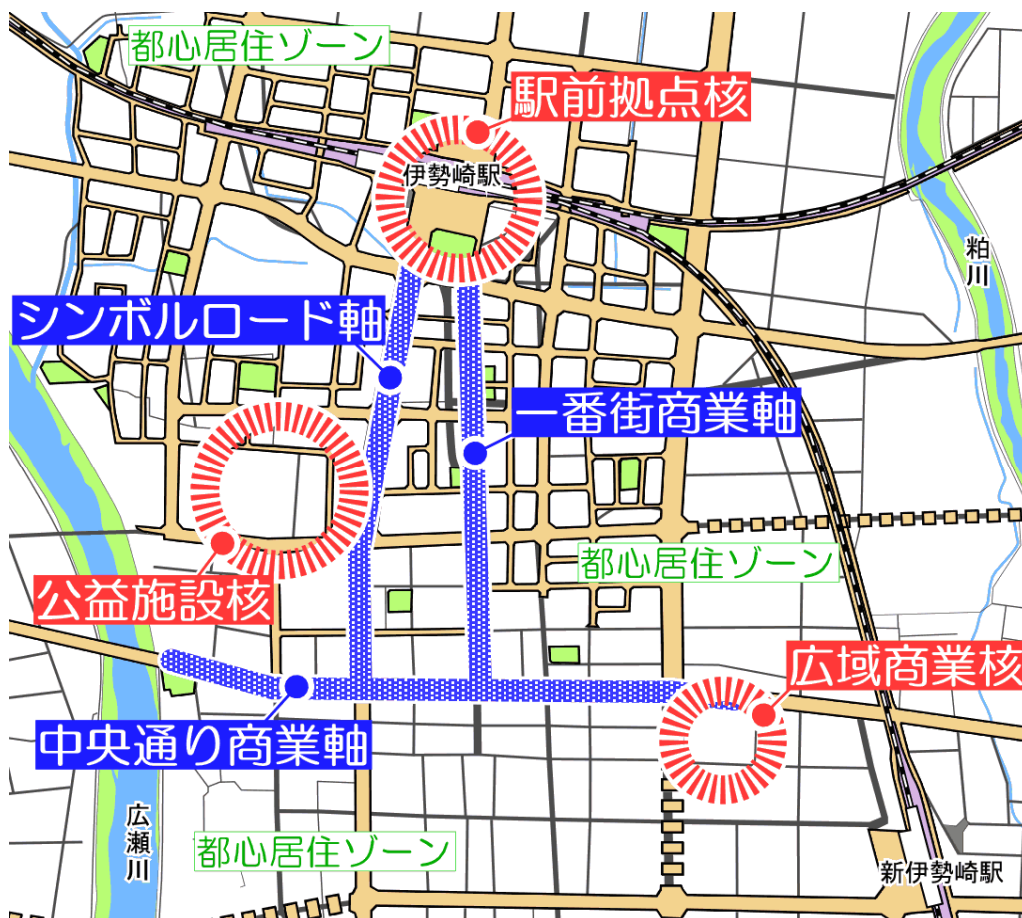 都心居住ゾーン
駅前拠点核
伊勢崎駅
粕川
シンボルロード軸
一番街商業軸
都心居住ゾーン
公益施設核
広域商業核
中央通り商業軸
広瀬川
都心居住ゾーン
新伊勢崎駅